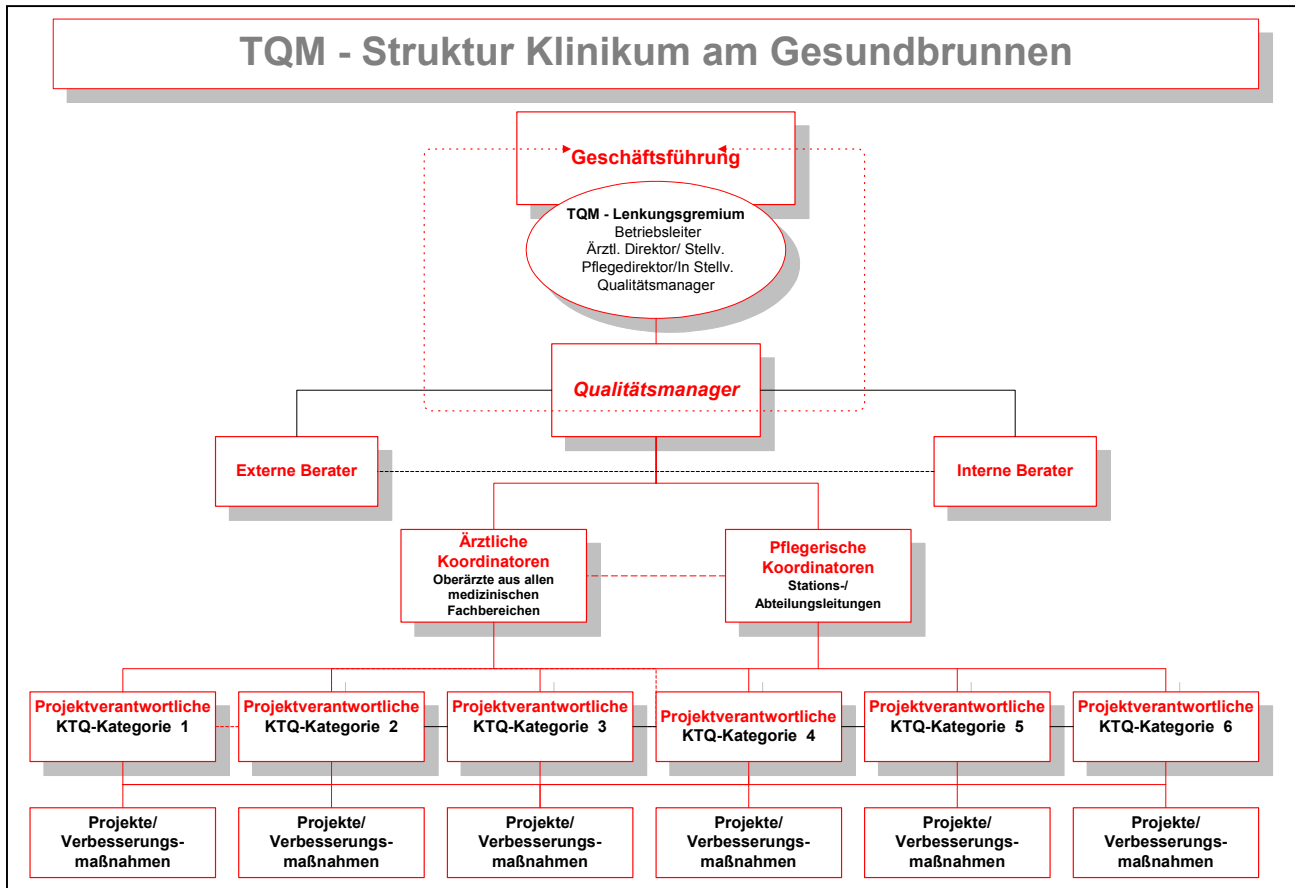 TQM - Struktur Klinikum am Gesundbrunnen
Geschäftsführung
TQM - Lenkungsgremium
Betriebsleiter
Ärztl. Direktor/ Stellv.
Pflegedirektor/In Stellv.
Qualitätsmanager
Qualitätsmanager
Externe Berater
Interne Berater
Ärztliche
Koordinatoren
Oberärzte aus allen
medizinischen
Fachbereichen
Pflegerische
Koordinatoren
Stations-/
Abteilungsleitungen
Projektverantwortliche
KTQ-Kategorie 1
Projektverantwortliche
KTQ-Kategorie 2
Projektverantwortliche
KTQ-Kategorie 3
Projektverantwortliche
KTQ-Kategorie 4
Projektverantwortliche
KTQ-Kategorie 5
Projektverantwortliche
KTQ-Kategorie 6
Projekte/
Verbesserungs-
maßnahmen
Projekte/
Verbesserungs-
maßnahmen
Projekte/
Verbesserungs-
maßnahmen
Projekte/
Verbesserungs-
maßnahmen
Projekte/
Verbesserungs-
maßnahmen
Projekte/
Verbesserungs-
maßnahmen